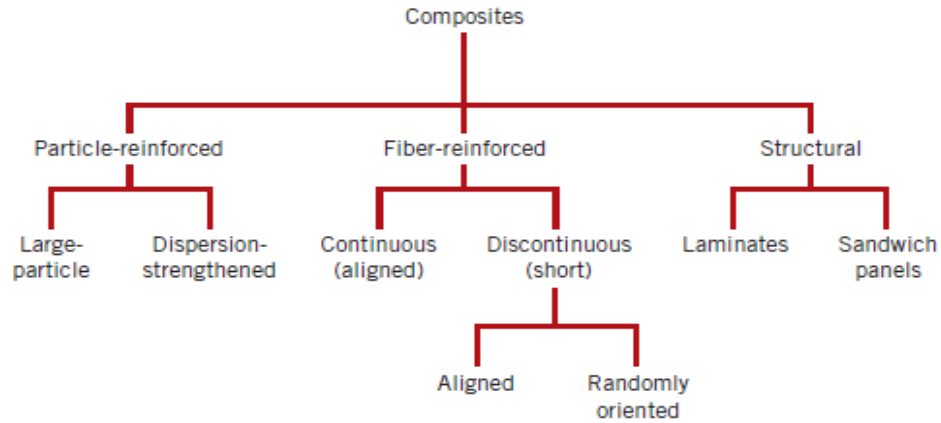 Composites
Particle-reinforced
Fiber-reinforced
Structural
Large-
particle
Dispersion-
strengthened
Continuous
(aligned)
Discontinuous
(short)
Laminates
Sandwich
panels
Aligned
Randomly
oriented